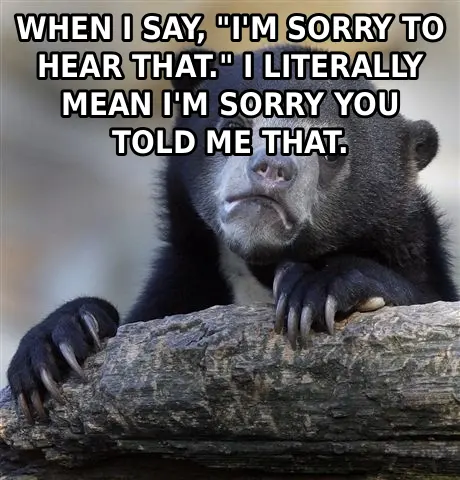 WHEN I SAY, "I'M SORRY TO
HEAR THAT." I LITERALLY
MEAN I'M SORRY YOU
TOLD ME THAT.